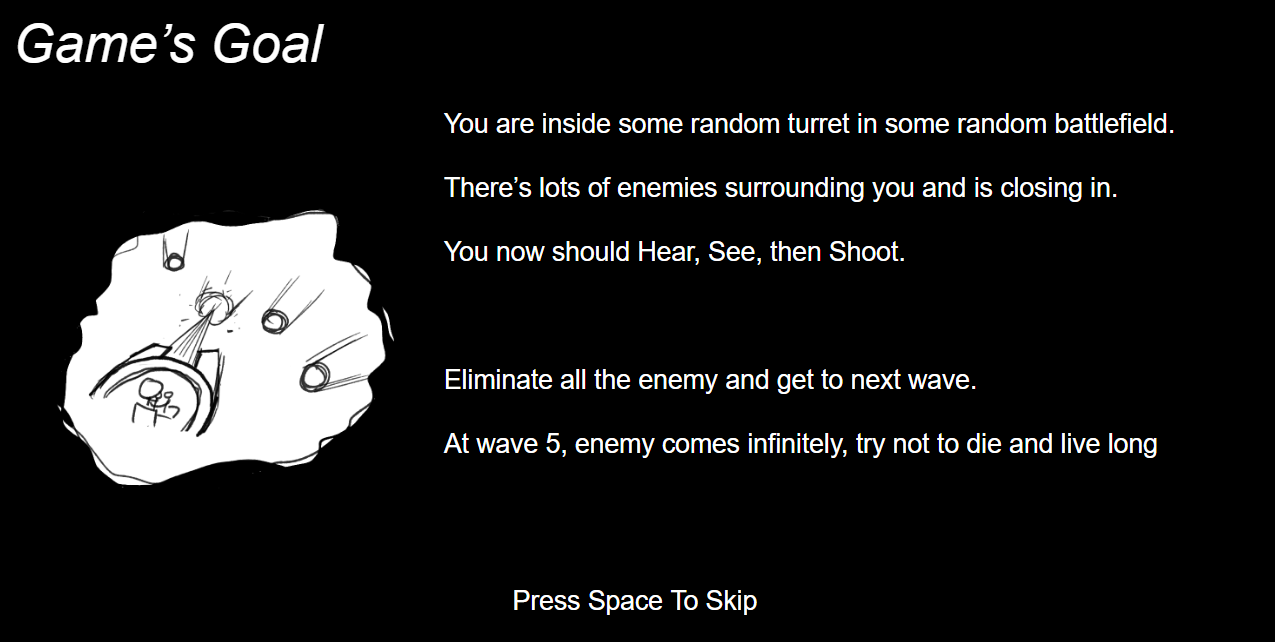 Game’s Goal
You are inside some random turret in some random battlefield.
There’s lots of enemies surrounding you and is closing in.
You now should Hear, See, then Shoot.
Eliminate all the enemy and get to next wave.
At wave 5, enemy comes infinitely, try not to die and live long
Press Space To Skip